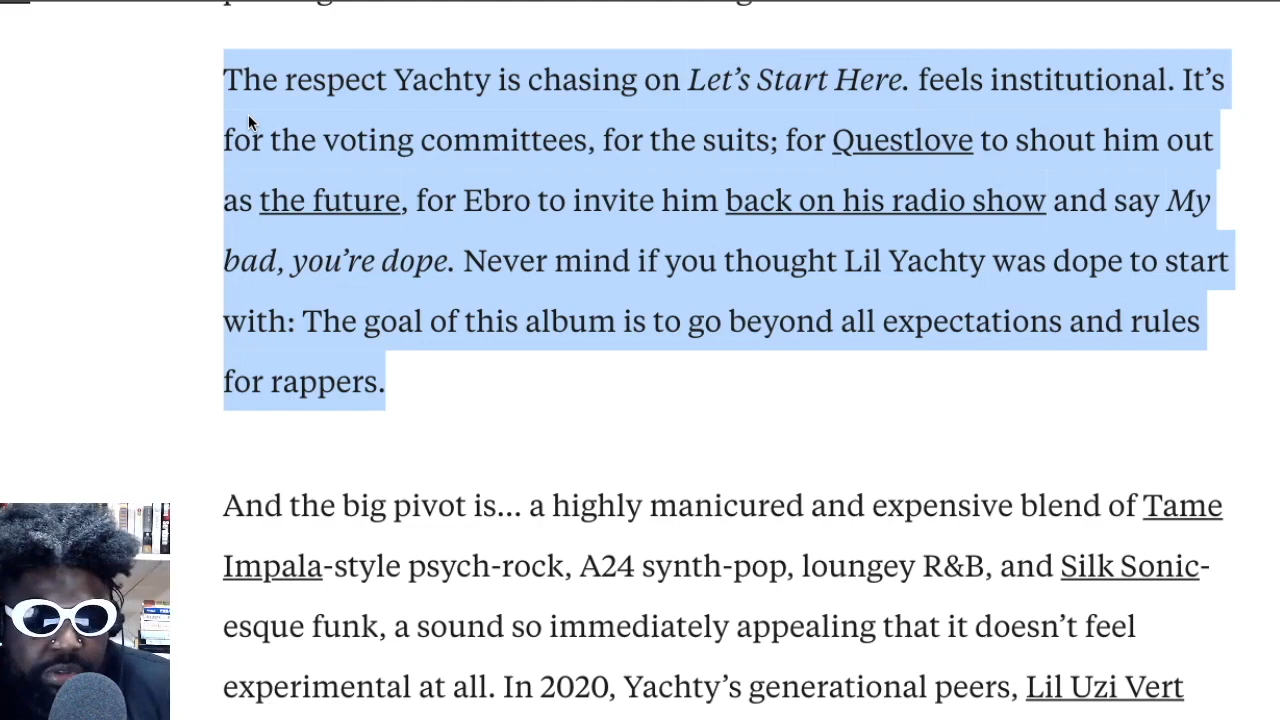 The respect Yachty is chasing on Let’s Start Here. feels institutional. It’s
for the voting committees, for the suits; for Questlove to shout him out
as the future, for Ebro to invite him back on his radio show and say My
bad, you’re dope. Never mind if you thought Lil Yachty was dope to start
with: The goal of this album is to go beyond all expectations and rules
for rappers.
And the big pivot is... a highly manicured and expensive blend of Tame
Impala-style psych-rock, A24 synth-pop, loungey R&B, and Silk Sonic-
esque funk, a sound so immediately appealing that it doesn’t feel
experimental at all. In 2020, Yachty’s generational peers, Lil Uzi Vert